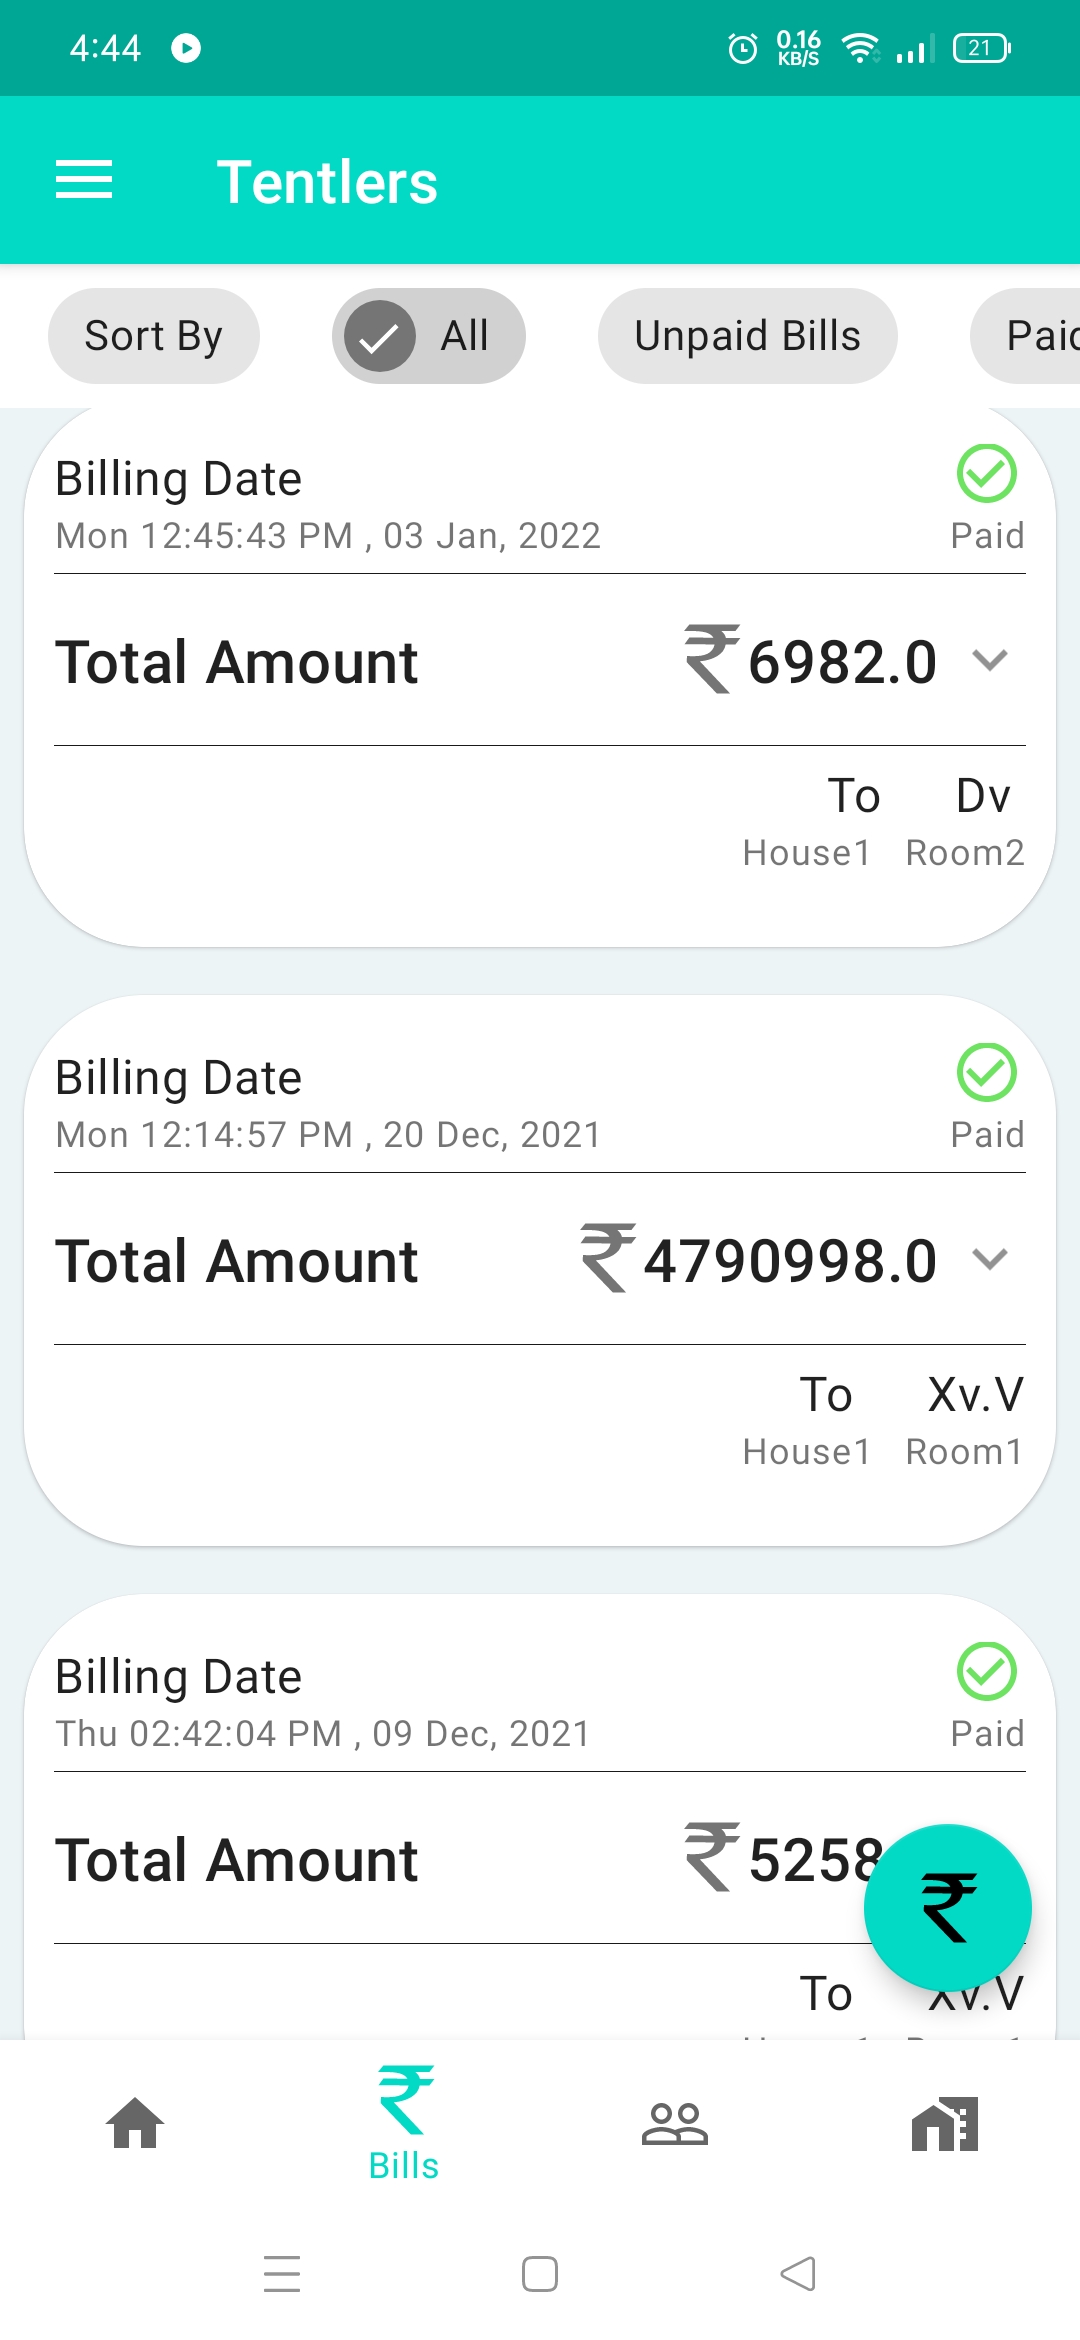 4:44 0.16 KB/S 21
Tentlers
Sort By All Unpaid Bills
Billing Date
Mon 12:45:43 PM , 03 Jan, 2022 Paid
Total Amount ₹6982.0
To Dv
House1 Room2
Billing Date
Mon 12:14:57 PM , 20 Dec, 2021 Paid
Total Amount ₹4790998.0
To Xv.V
House1 Room1
Billing Date
Thu 02:42:04 PM , 09 Dec, 2021 Paid
Total Amount ₹5258
₹
To Xv.V
₹
Bills